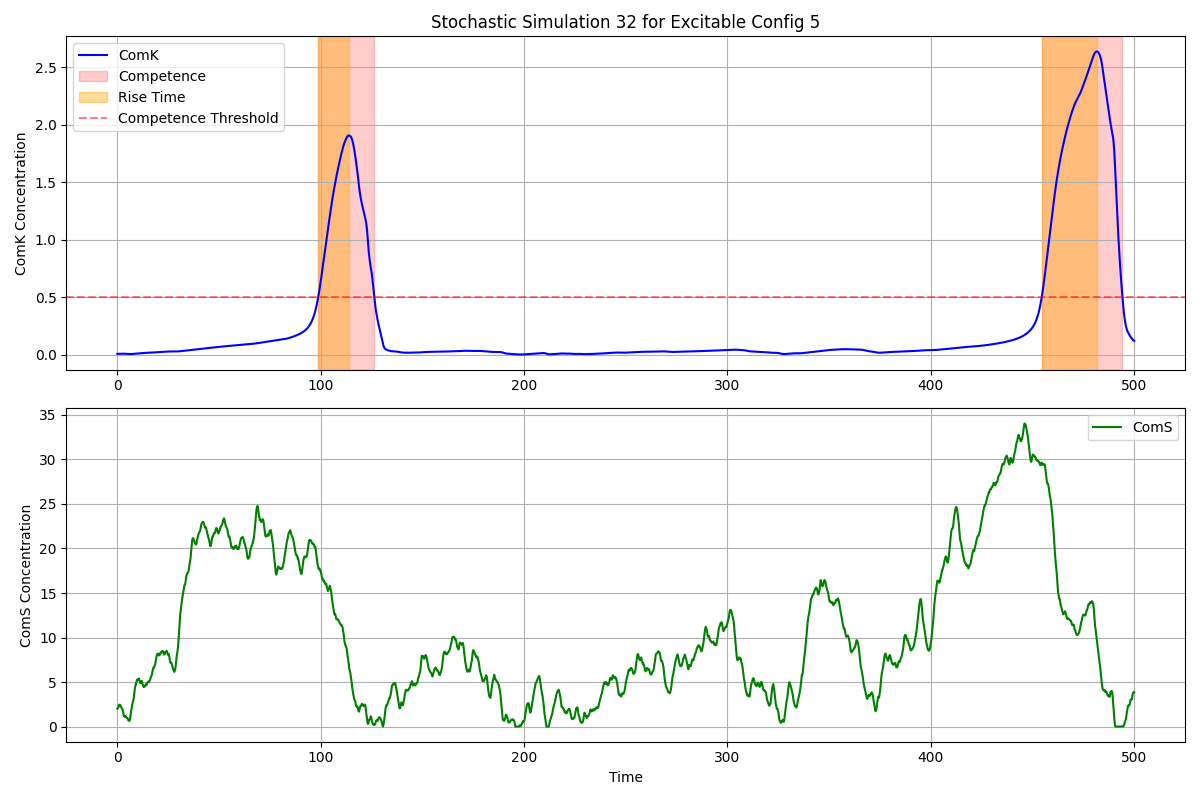 Stochastic Simulation 32 for Excitable Config 5
ComK
Competence
Rise Time
Competence Threshold
ComK Concentration
2.5
2.0
1.5
1.0
0.5
0.0
0 100 200 300 400 500
ComS
ComS Concentration
35
30
25
20
15
10
5
0
0 100 200 300 400 500
Time